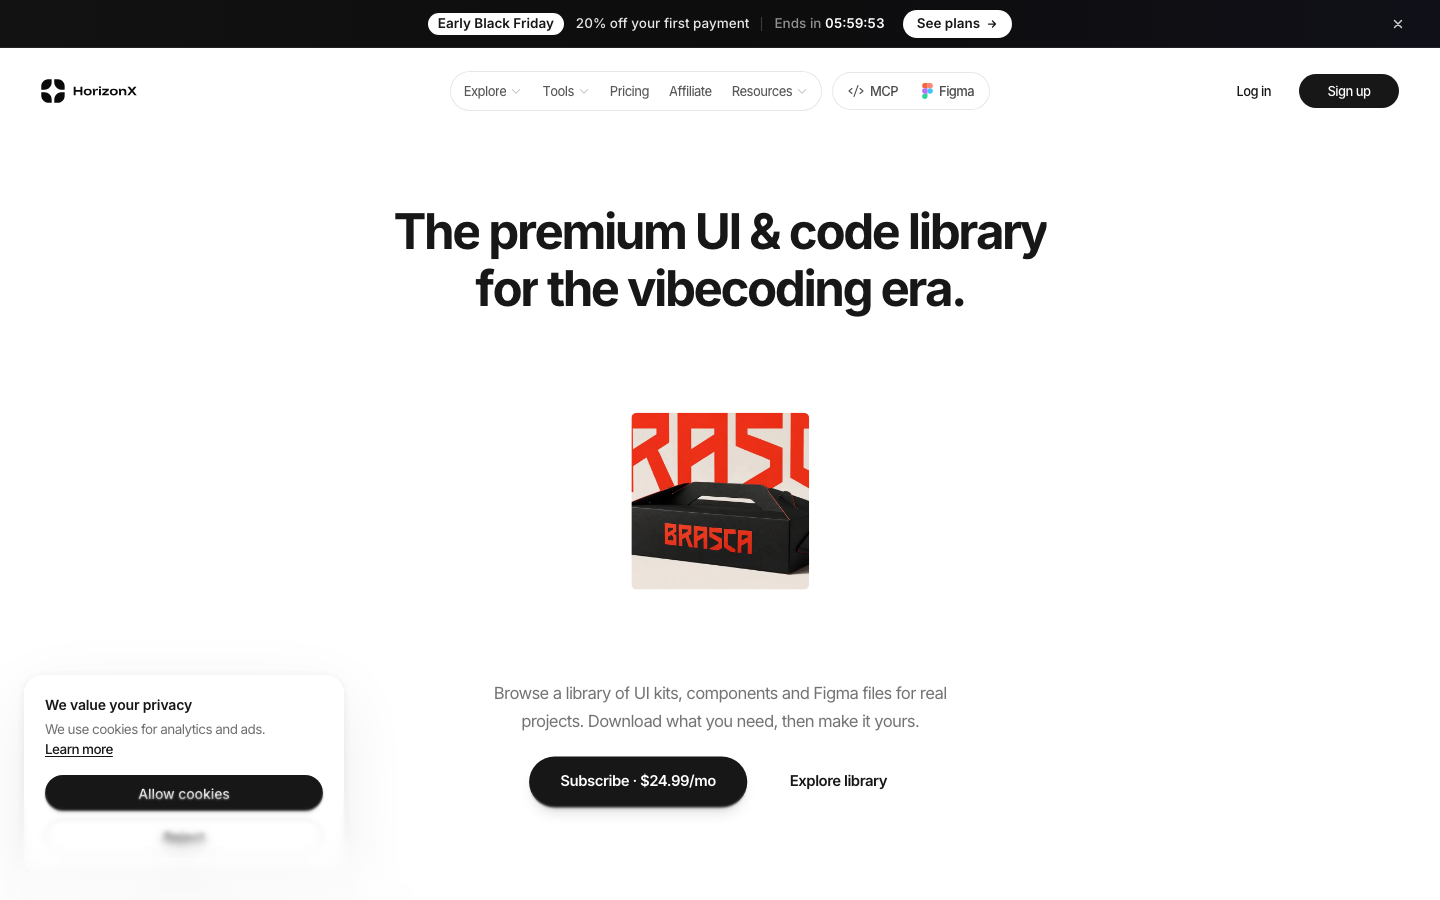 Early Black Friday 20% off your first payment Ends in 05:59:53 See plans →
HorizonX Explore Tools Pricing Affiliate Resources </> MCP Figma Log in Sign up
The premium UI & code library
for the vibecoding era.
BRASCA
We value your privacy
We use cookies for analytics and ads.
Learn more
Allow cookies
Reject
Browse a library of UI kits, components and Figma files for real
projects. Download what you need, then make it yours.
Subscribe · $24.99/mo Explore library